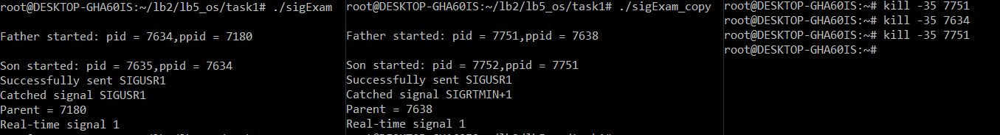 root@DESKTOP-GHA60IS:~/lb2/lb5_os/task1# ./sigExam
Father started: pid = 7634,ppid = 7180
Son started: pid = 7635,ppid = 7634
Successfully sent SIGUSR1
Catched signal SIGUSR1
Parent = 7180
Real-time signal 1
root@DESKTOP-GHA60IS:~/lb2/lb5_os/task1# ./sigExam_copy
Father started: pid = 7751,ppid = 7638
Son started: pid = 7752,ppid = 7751
Successfully sent SIGUSR1
Catched signal SIGRTMIN+1
Parent = 7638
Real-time signal 1
root@DESKTOP-GHA60IS:~# kill -35 7751
root@DESKTOP-GHA60IS:~# kill -35 7634
root@DESKTOP-GHA60IS:~# kill -35 7751
root@DESKTOP-GHA60IS:~#